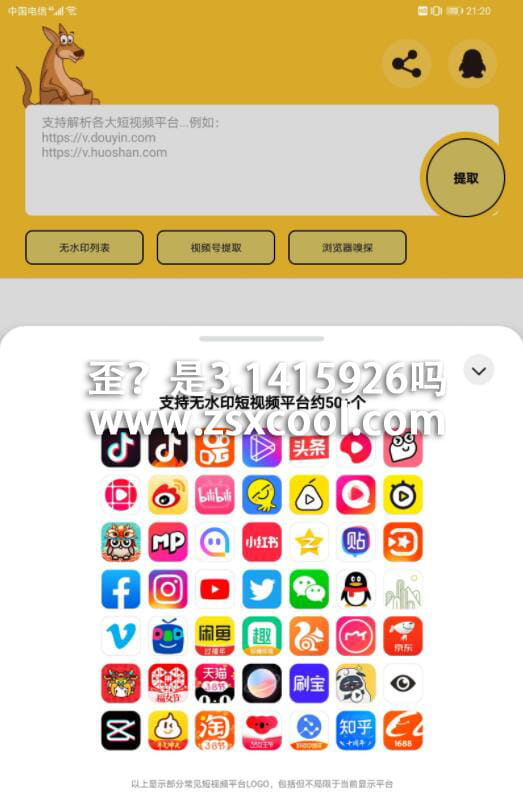 中国电信 21:20
支持解析各大短视频平台...例如:
https://v.douyin.com
https://v.huoshan.com
提取
无水印列表
视频号提取
浏览器嗅探
歪?是3.1415926吗
支持无水印短视频平台约50+个
www.zsxcool.com
头条
bilibili
MP
小红书
贴
闲鱼
趣
京东
天猫
刷宝
淘
知乎
1688
以上显示部分常见短视频平台LOGO，包括但不局限于当前显示平台